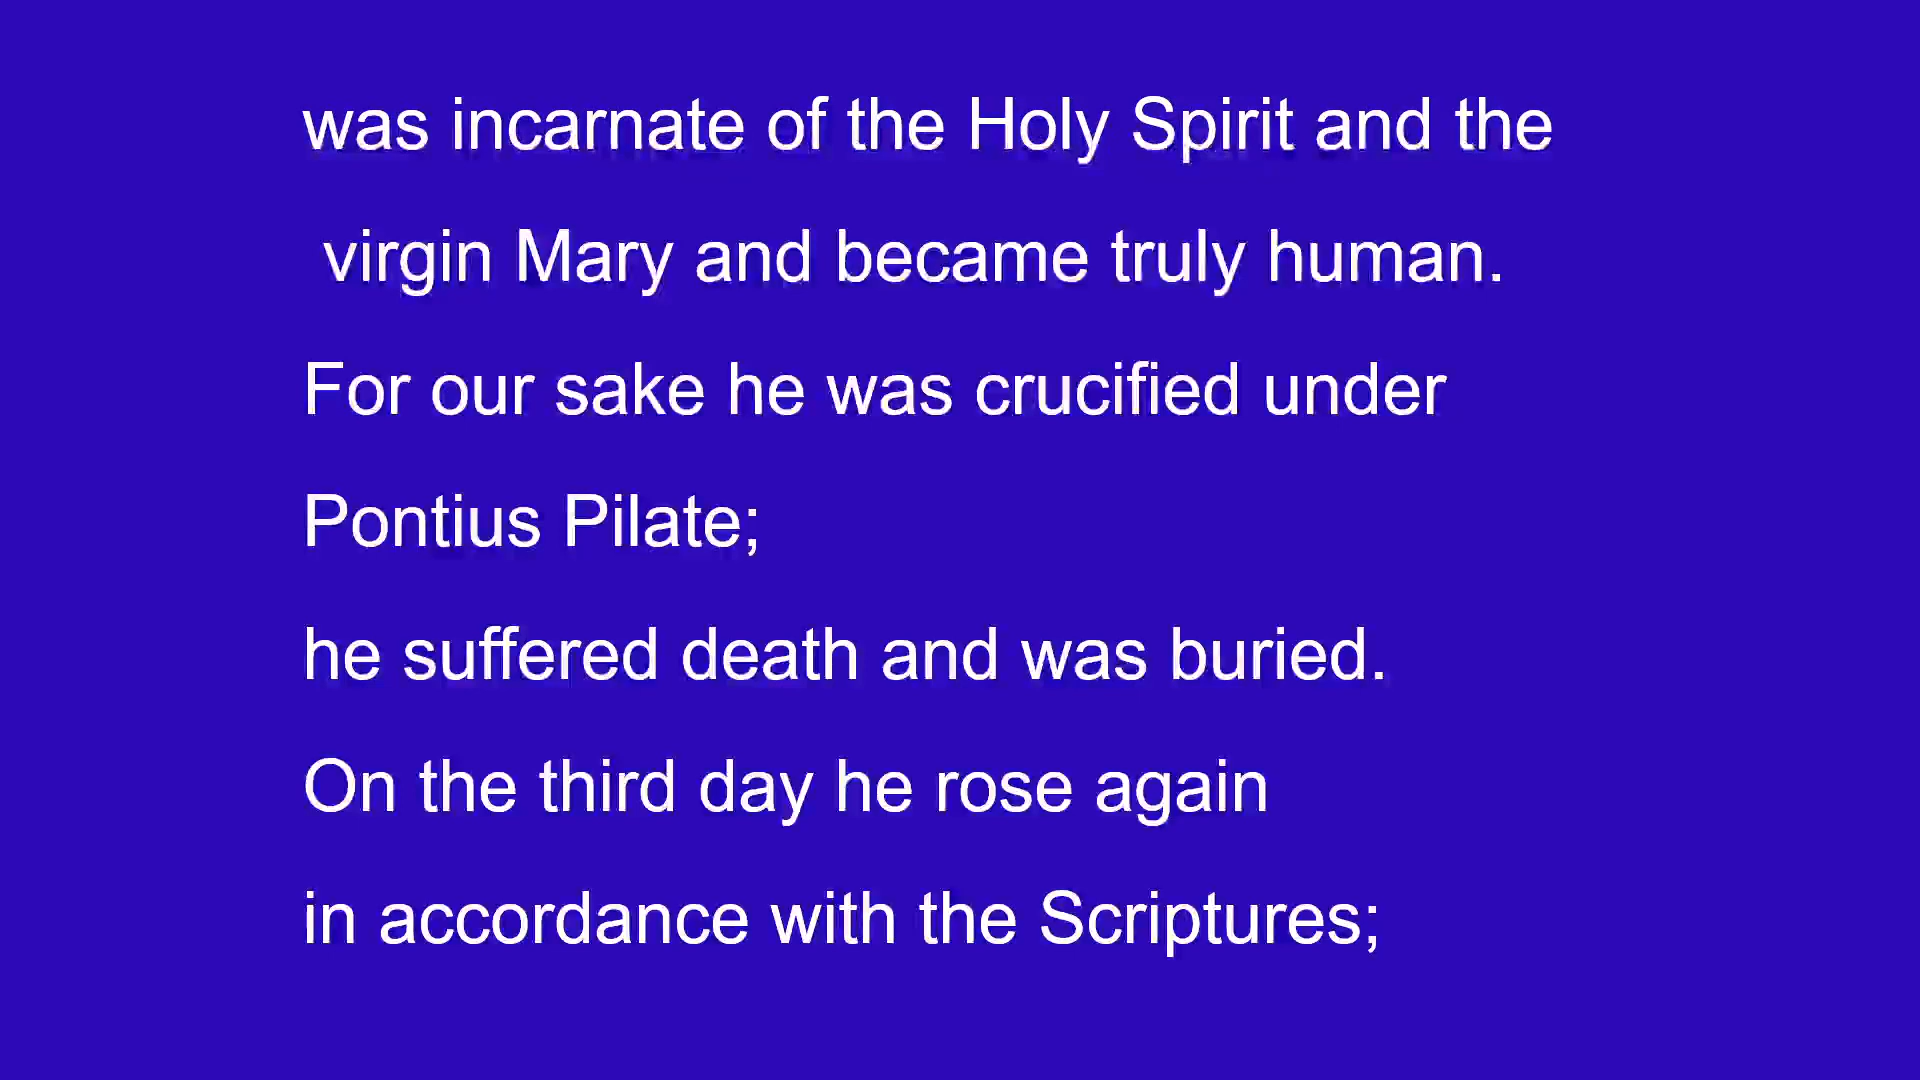 was incarnate of the Holy Spirit and the
virgin Mary and became truly human.
For our sake he was crucified under
Pontius Pilate;
he suffered death and was buried.
On the third day he rose again
in accordance with the Scriptures;